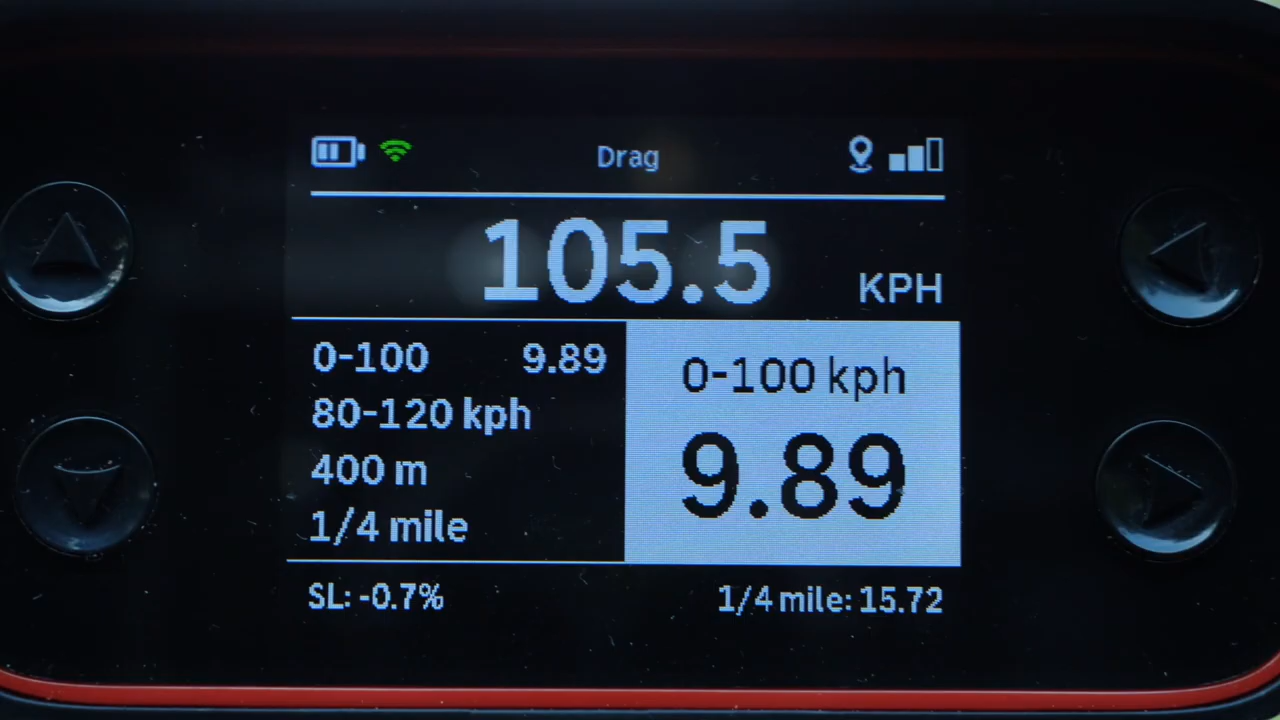 Drag
105.5 KPH
0-100 9.89
80-120 kph
400 m
1/4 mile
0-100 kph
9.89
SL: -0.7% 1/4 mile: 15.72